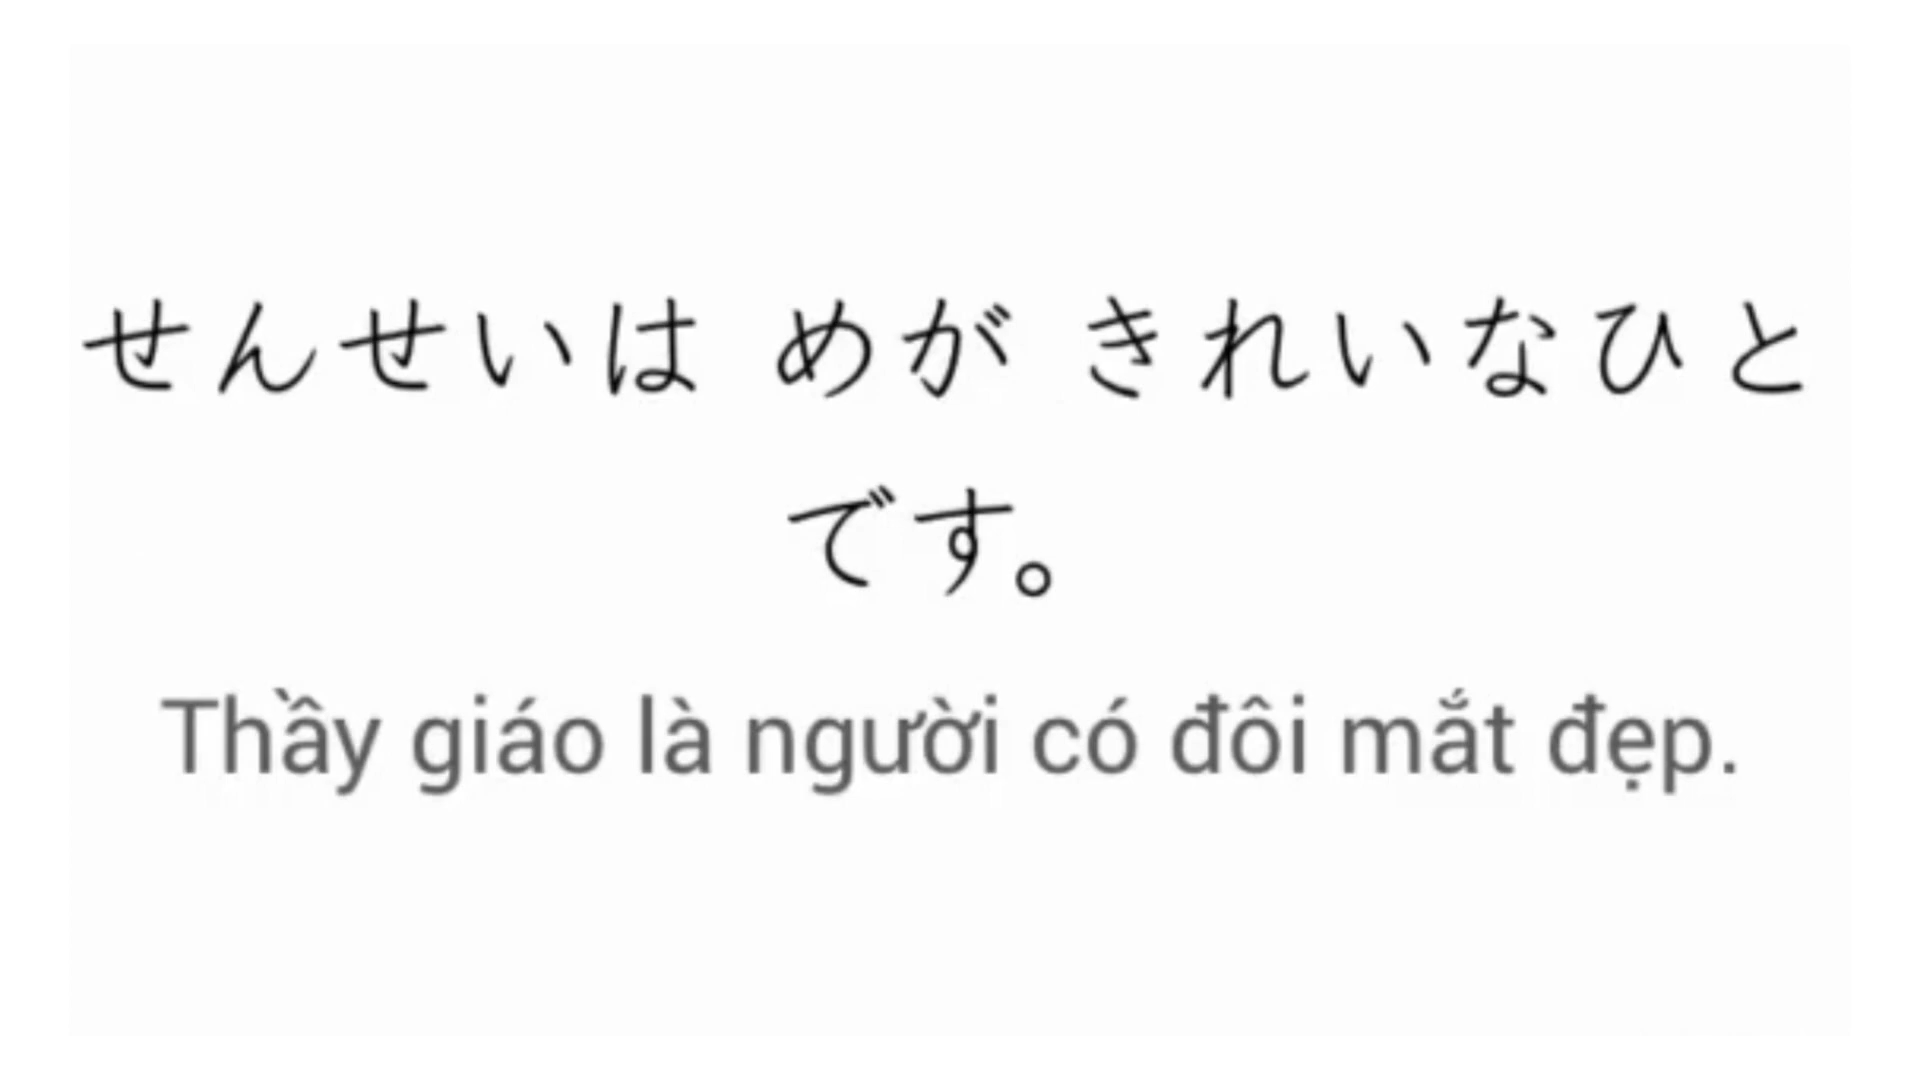 せんせいは めが きれいなひと
です。
Thầy giáo là người có đôi mắt đẹp.